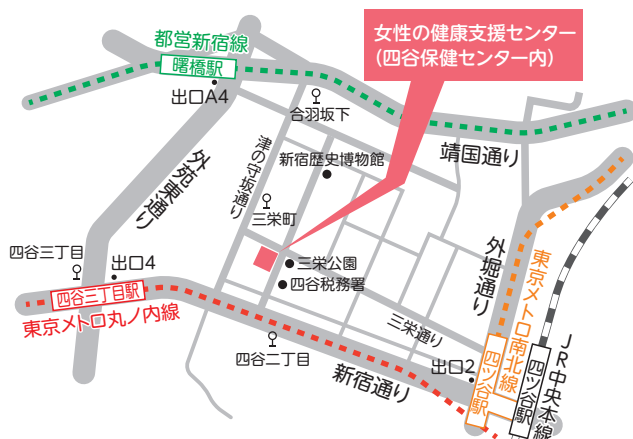 女性の健康支援センター
(四谷保健センター内)
都営新宿線
曙橋駅
出口A4
合羽坂下
靖国通り
津の守坂通り
新宿歴史博物館
外苑東通り
三栄町
四谷三丁目
出口4
三栄公園
四谷税務署
外堀通り
東京メトロ南北線
四谷三丁目駅
東京メトロ丸ノ内線
三栄通り
四谷二丁目
新宿通り
出口2
四ツ谷駅
四ツ谷駅
JR中央本線